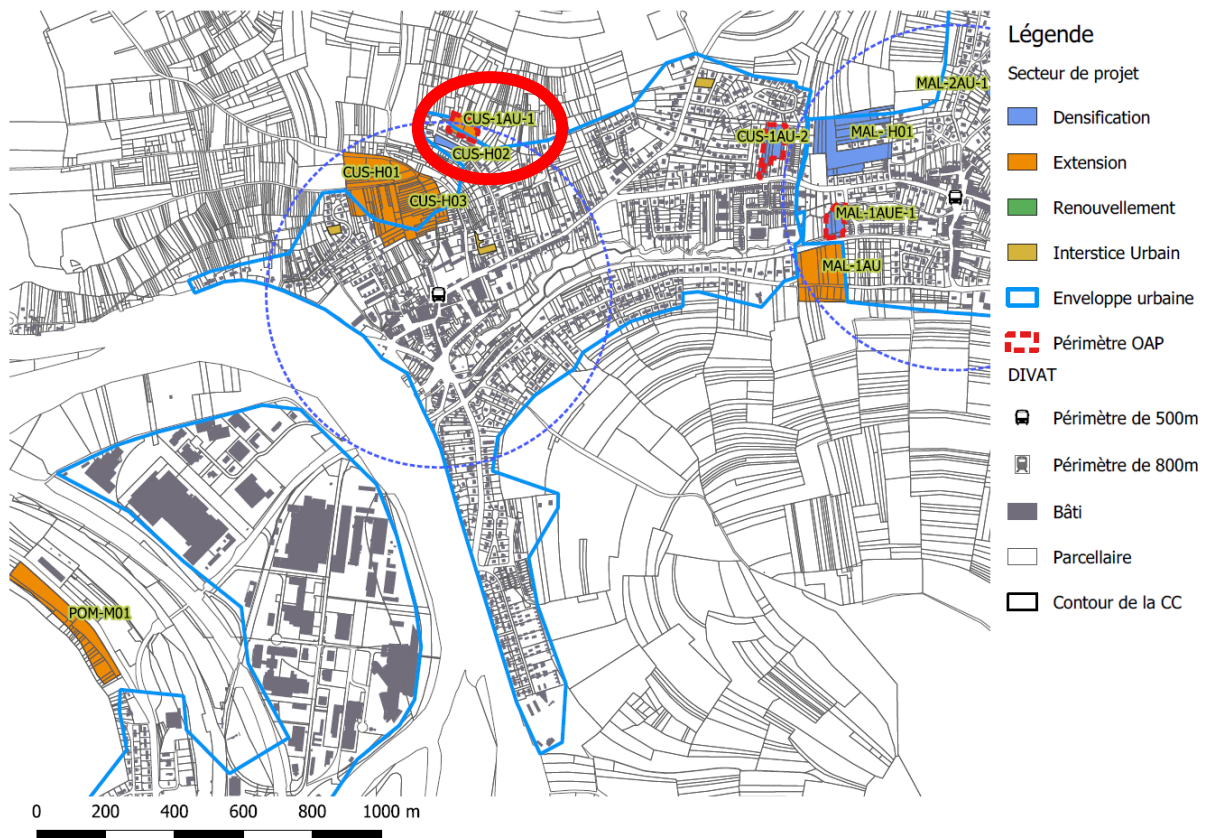 MAL-2AU-1
CUS-1AU-1
CUS-1AU-2
MAL- H01
CUS-H02
CUS-H01
CUS-H03
MAL-1AUE-1
MAL-1AU
POM-M01
0 200 400 600 800 1000 m
Légende
Secteur de projet
Densification
Extension
Renouvellement
Interstice Urbain
Enveloppe urbaine
Périmètre OAP
DIVAT
Périmètre de 500m
Périmètre de 800m
Bâti
Parcellaire
Contour de la CC